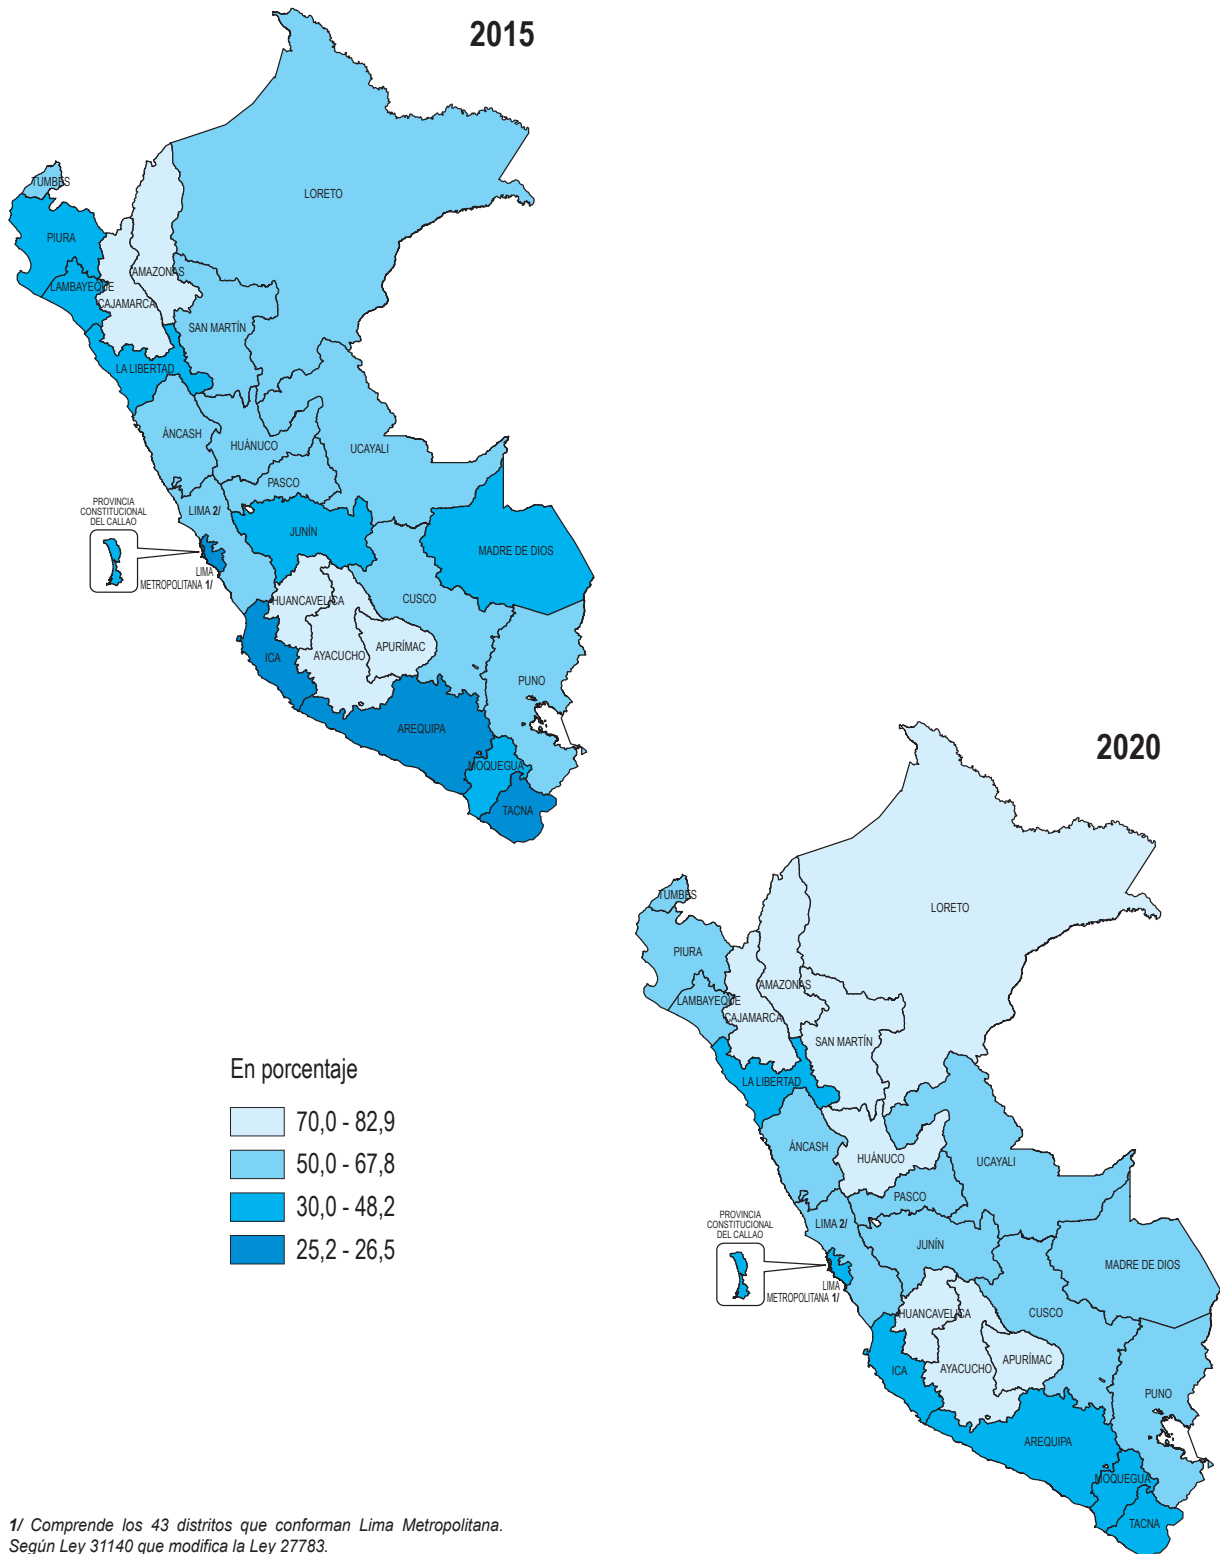 2015
LORETO
TUMBES
PIURA
AMAZONAS
LAMBAYEQUE
CAJAMARCA
SAN MARTÍN
LA LIBERTAD
ÁNCASH
HUÁNUCO
UCAYALI
PASCO
PROVINCIA
CONSTITUCIONAL
DEL CALLAO
LIMA 2/
JUNÍN
MADRE DE DIOS
LIMA
METROPOLITANA 1/
HUANCAVELICA
CUSCO
AYACUCHO
APURÍMAC
ICA
PUNO
AREQUIPA
MOQUEGUA
TACNA
2020
LORETO
TUMBES
PIURA
AMAZONAS
LAMBAYEQUE
CAJAMARCA
SAN MARTÍN
LA LIBERTAD
ÁNCASH
HUÁNUCO
UCAYALI
PASCO
PROVINCIA
CONSTITUCIONAL
DEL CALLAO
LIMA 2/
JUNÍN
MADRE DE DIOS
LIMA
METROPOLITANA 1/
HUANCAVELICA
CUSCO
AYACUCHO
APURÍMAC
ICA
PUNO
AREQUIPA
MOQUEGUA
TACNA
En porcentaje
70,0 - 82,9
50,0 - 67,8
30,0 - 48,2
25,2 - 26,5
1/ Comprende los 43 distritos que conforman Lima Metropolitana.
Según Ley 31140 que modifica la Ley 27783.